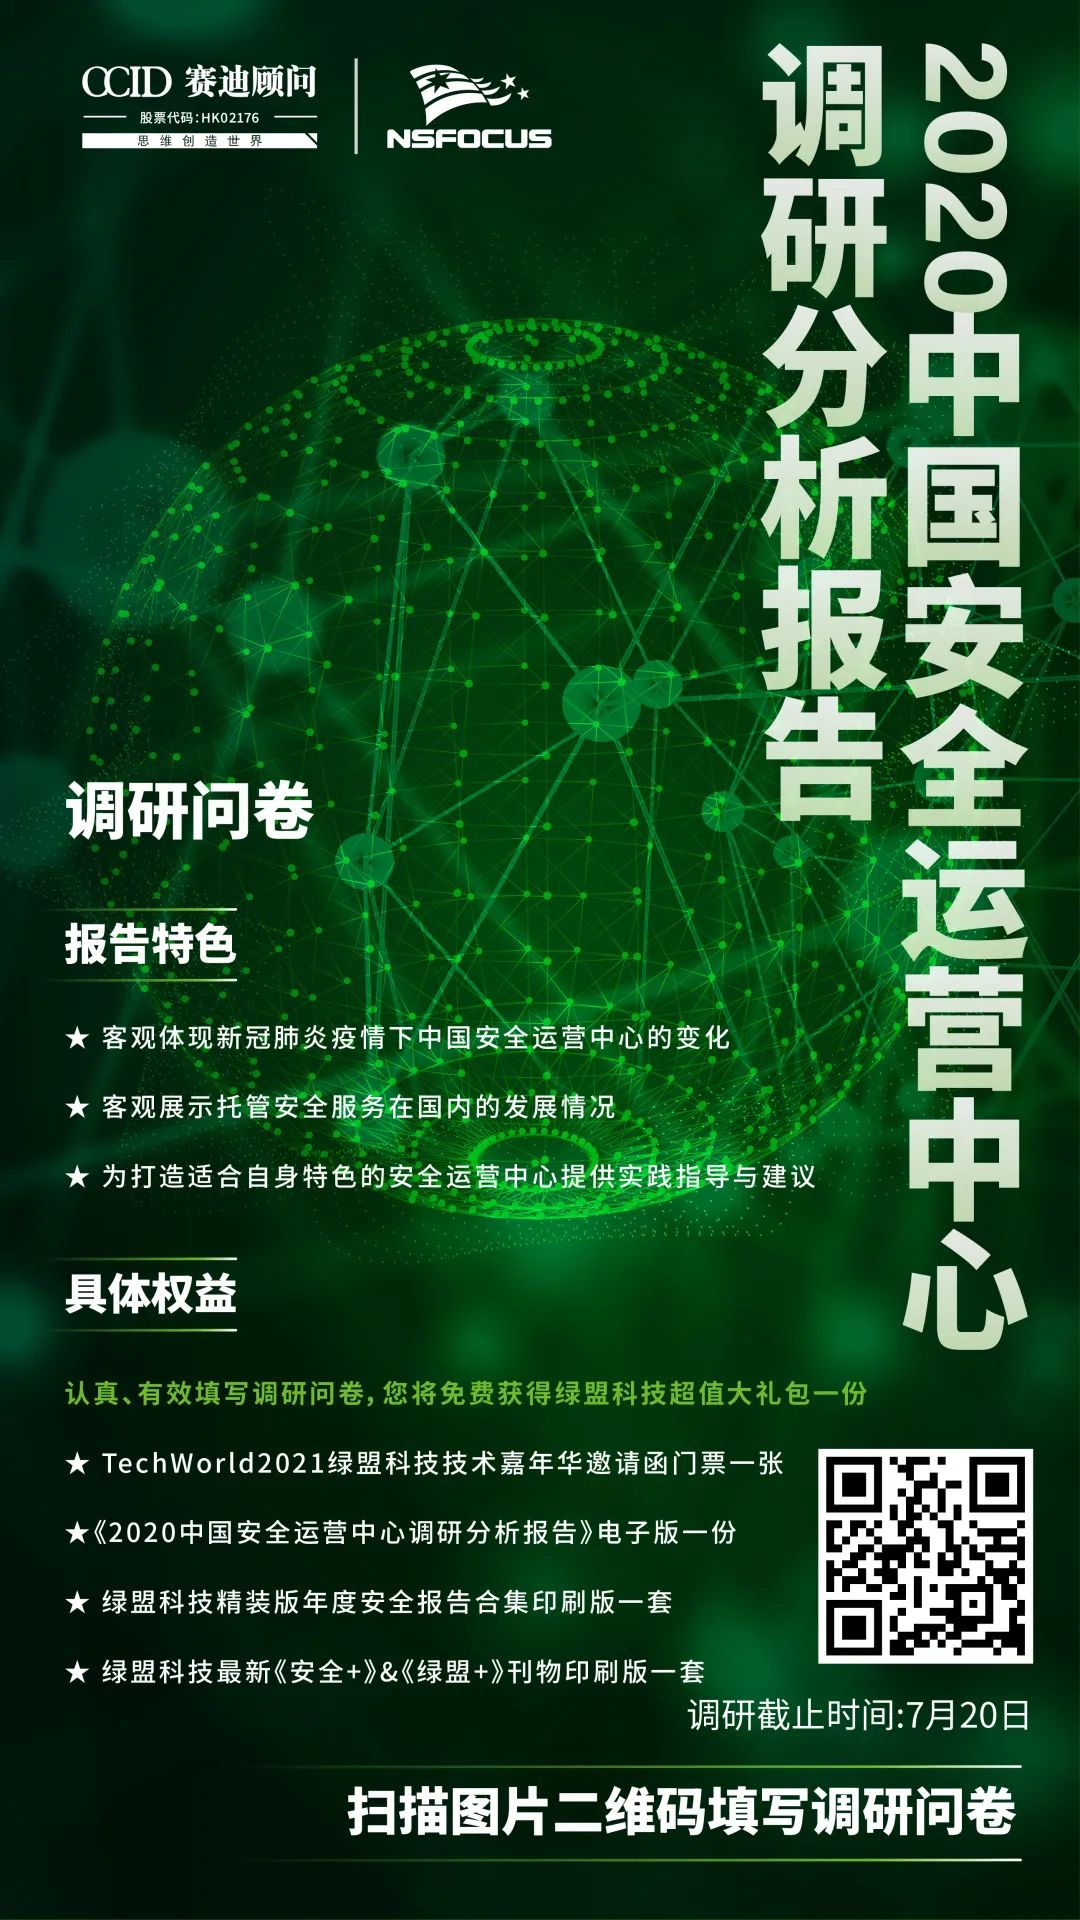 CCID 赛迪顾问
股票代码:HK02176
思维创造世界
NSFOCUS
2020中国安全运营中心
调研分析报告
调研问卷
报告特色
★ 客观体现新冠肺炎疫情下中国安全运营中心的变化
★ 客观展示托管安全服务在国内的发展情况
★ 为打造适合自身特色的安全运营中心提供实践指导与建议
具体权益
认真、有效填写调研问卷,您将免费获得绿盟科技超值大礼包一份
★ TechWorld2021绿盟科技技术嘉年华邀请函门票一张
★《2020中国安全运营中心调研分析报告》电子版一份
★ 绿盟科技精装版年度安全报告合集印刷版一套
★ 绿盟科技最新《安全+》&《绿盟+》刊物印刷版一套
调研截止时间:7月20日
扫描图片二维码填写调研问卷